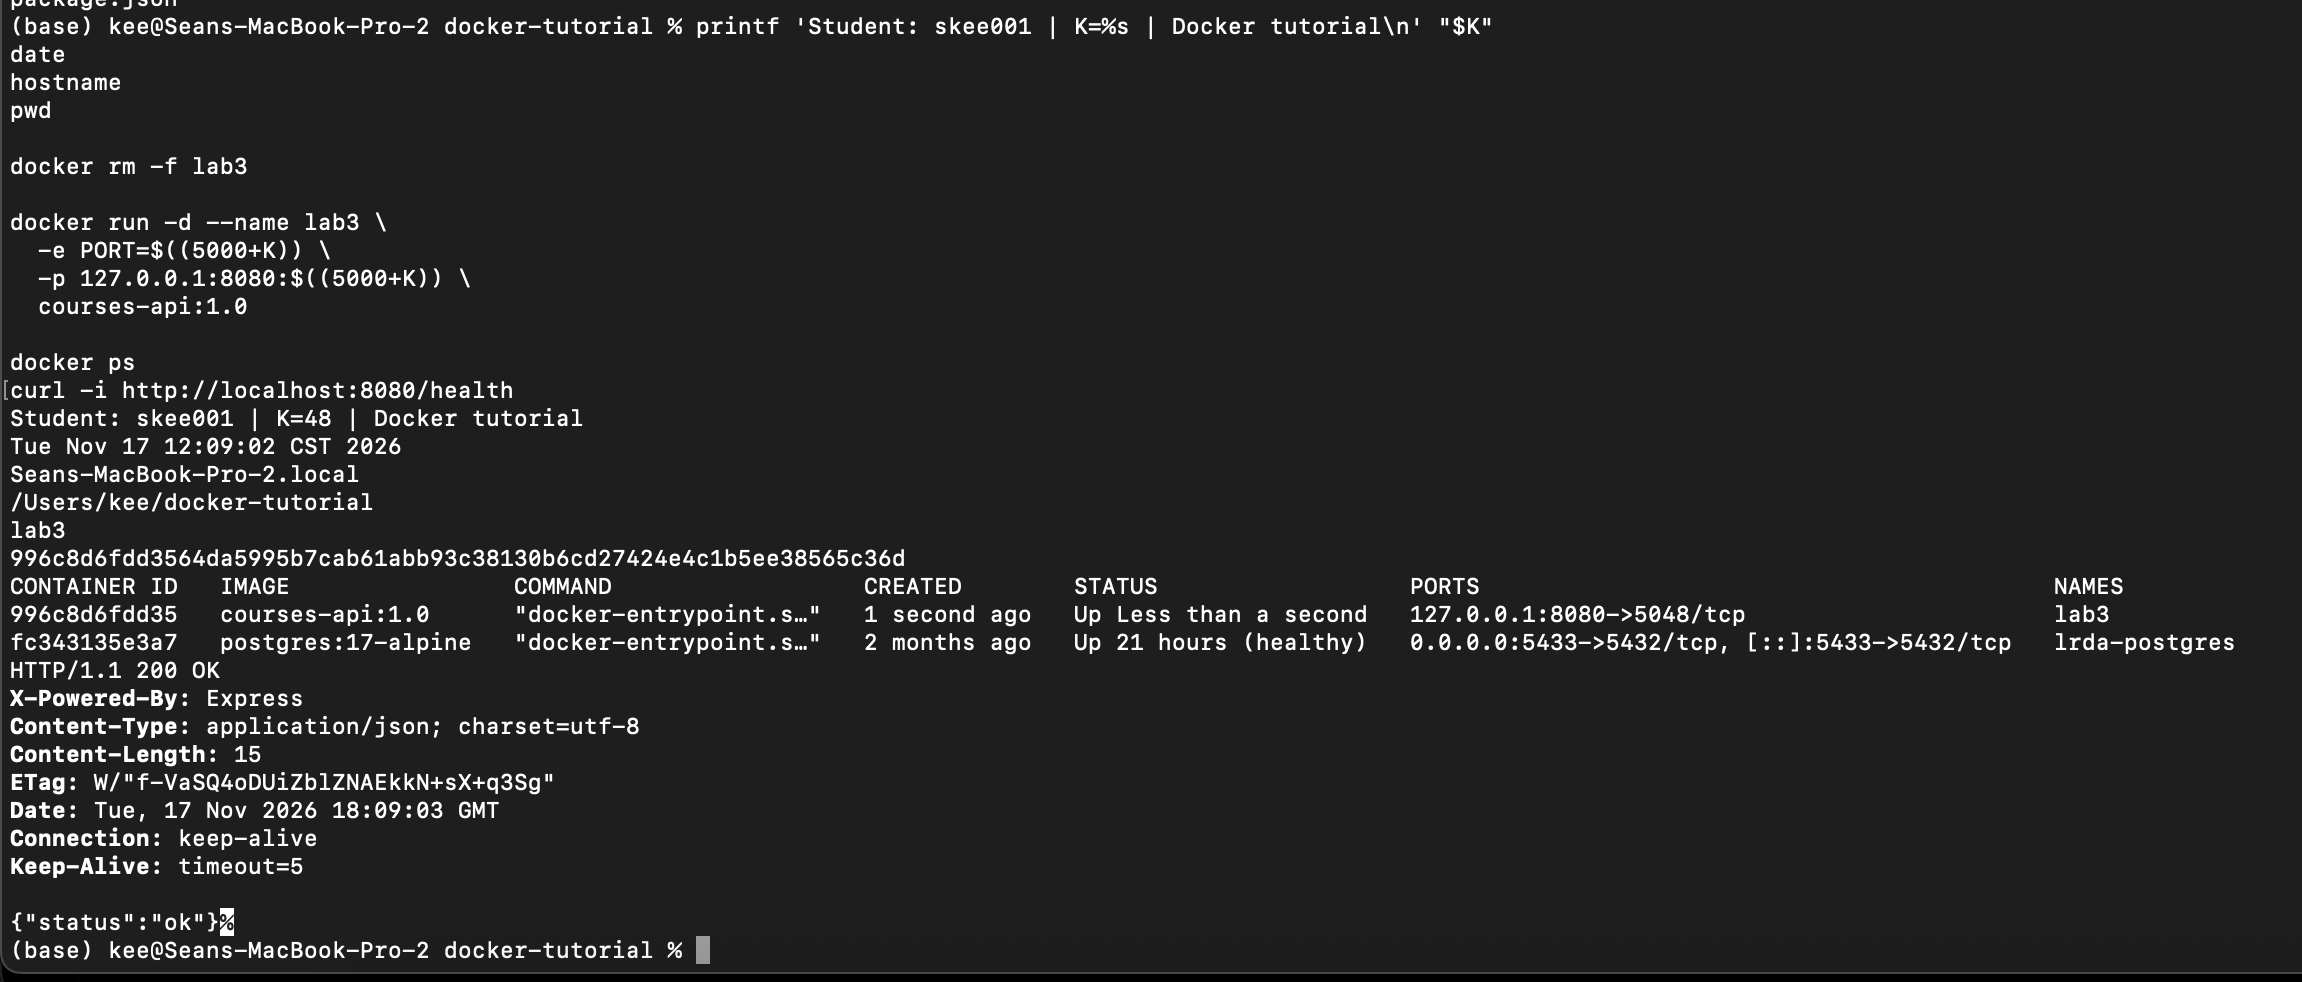 package.json
(base) kee@Seans-MacBook-Pro-2 docker-tutorial % printf 'Student: skee001 | K=%s | Docker tutorial\n' "$K"
date
hostname
pwd
docker rm -f lab3
docker run -d --name lab3 \
  -e PORT=$((5000+K)) \
  -p 127.0.0.1:8080:$((5000+K)) \
  courses-api:1.0
docker ps
[curl -i http://localhost:8080/health
Student: skee001 | K=48 | Docker tutorial
Tue Nov 17 12:09:02 CST 2026
Seans-MacBook-Pro-2.local
/Users/kee/docker-tutorial
lab3
996c8d6fdd3564da5995b7cab61abb93c38130b6cd27424e4c1b5ee38565c36d
CONTAINER ID   IMAGE                COMMAND                  CREATED        STATUS                  PORTS                                         NAMES
996c8d6fdd35   courses-api:1.0      "docker-entrypoint.s…"   1 second ago   Up Less than a second   127.0.0.1:8080->5048/tcp                      lab3
fc343135e3a7   postgres:17-alpine   "docker-entrypoint.s…"   2 months ago   Up 21 hours (healthy)   0.0.0.0:5433->5432/tcp, [::]:5433->5432/tcp   lrda-postgres
HTTP/1.1 200 OK
X-Powered-By: Express
Content-Type: application/json; charset=utf-8
Content-Length: 15
ETag: W/"f-VaSQ4oDUiZblZNAEkkN+sX+q3Sg"
Date: Tue, 17 Nov 2026 18:09:03 GMT
Connection: keep-alive
Keep-Alive: timeout=5
{"status":"ok"}%
(base) kee@Seans-MacBook-Pro-2 docker-tutorial %